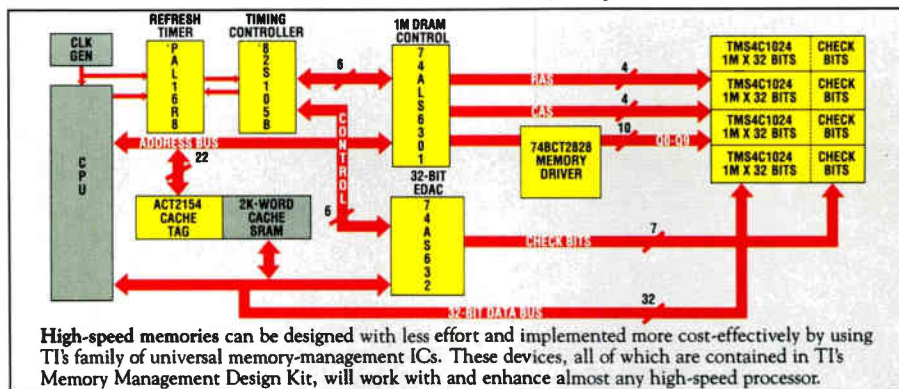 REFRESH TIMER
TIMING CONTROLLER
1M DRAM CONTROL
CLK GEN
PAL16R8
82S105B
6
74ALS6301
4
RAS
4
CAS
10
Q0-Q9
74BCT2828 MEMORY DRIVER
TMS4C1024 1M X 32 BITS
CHECK BITS
TMS4C1024 1M X 32 BITS
CHECK BITS
TMS4C1024 1M X 32 BITS
CHECK BITS
TMS4C1024 1M X 32 BITS
CHECK BITS
CPU
ADDRESS BUS
22
CONTROL
6
ACT2154 CACHE TAG
2K-WORD CACHE SRAM
32-BIT EDAC
74AS632
7
CHECK BITS
32
32-BIT DATA BUS
High-speed memories can be designed with less effort and implemented more cost-effectively by using
TI's family of universal memory-management ICs. These devices, all of which are contained in TI's
Memory Management Design Kit, will work with and enhance almost any high-speed processor.